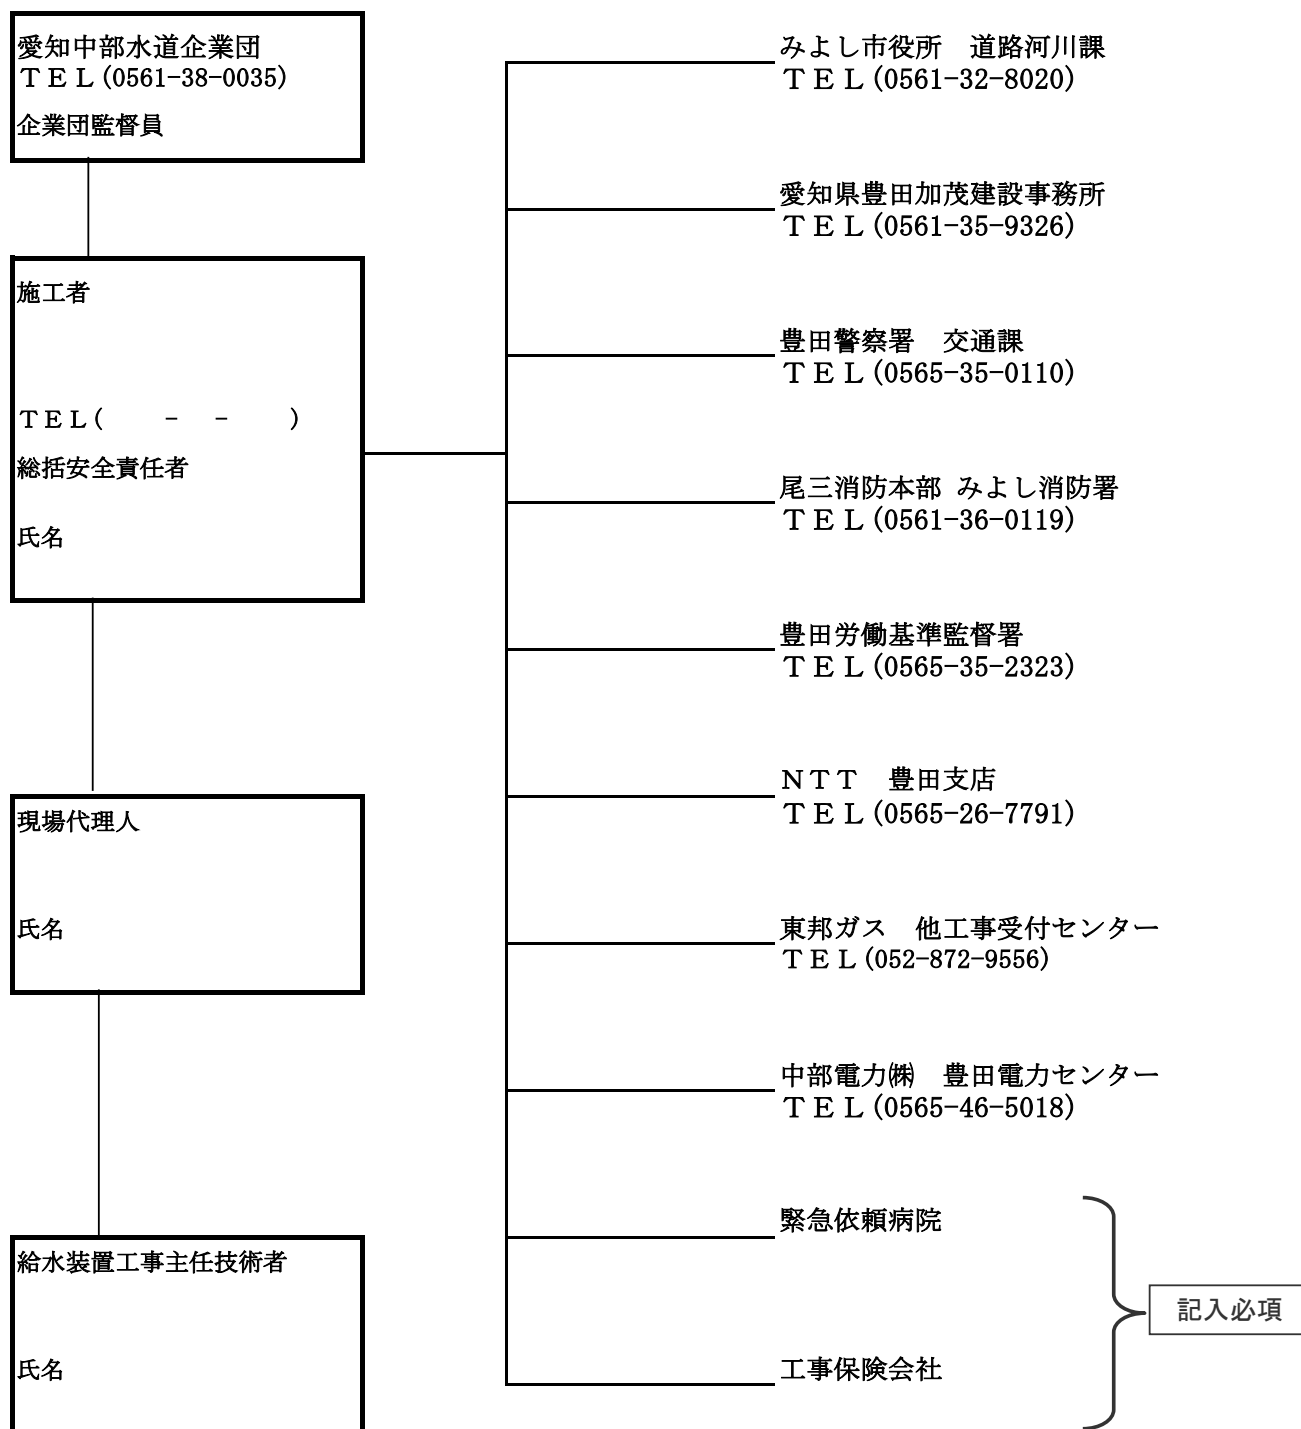 愛知中部水道企業団
ＴＥＬ(0561-38-0035)
企業団監督員
施工者
ＴＥＬ(　　－　－　　)
総括安全責任者
氏名
現場代理人
氏名
給水装置工事主任技術者
氏名
みよし市役所　道路河川課
ＴＥＬ(0561-32-8020)
愛知県豊田加茂建設事務所
ＴＥＬ(0561-35-9326)
豊田警察署　交通課
ＴＥＬ(0565-35-0110)
尾三消防本部 みよし消防署
ＴＥＬ(0561-36-0119)
豊田労働基準監督署
ＴＥＬ(0565-35-2323)
ＮＴＴ　豊田支店
ＴＥＬ(0565-26-7791)
東邦ガス　他工事受付センター
ＴＥＬ(052-872-9556)
中部電力㈱　豊田電力センター
ＴＥＬ(0565-46-5018)
緊急依頼病院
工事保険会社
記入必項